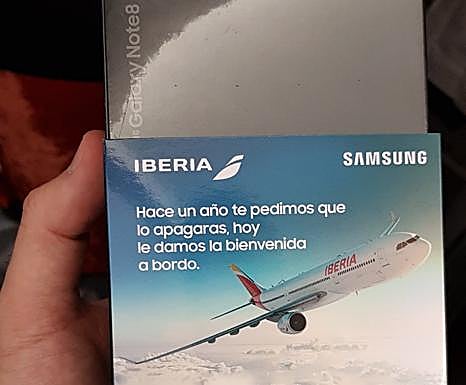 Galaxy Note8
IBERIA
SAMSUNG
Hace un año te pedimos que
lo apagaras, hoy
le damos la bienvenida
a bordo.
IBERIA